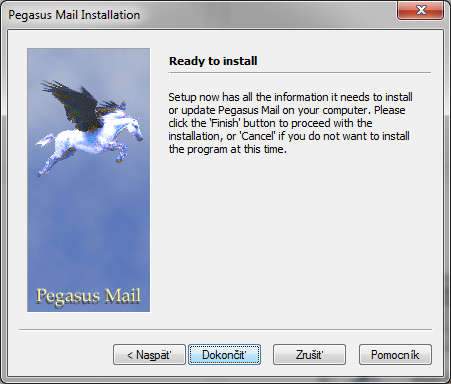 Pegasus Mail Installation
Ready to install
Setup now has all the information it needs to install
or update Pegasus Mail on your computer. Please
click the 'Finish' button to proceed with the
installation, or 'Cancel' if you do not want to install
the program at this time.
Pegasus Mail
< Naspäť
Dokončiť
Zrušiť
Pomocník